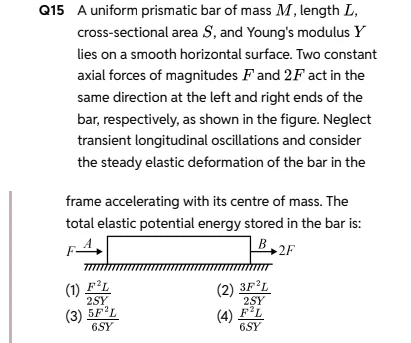 Q15 A uniform prismatic bar of mass M, length L,
cross-sectional area S, and Young's modulus Y
lies on a smooth horizontal surface. Two constant
axial forces of magnitudes F and 2F act in the
same direction at the left and right ends of the
bar, respectively, as shown in the figure. Neglect
transient longitudinal oscillations and consider
the steady elastic deformation of the bar in the
frame accelerating with its centre of mass. The
total elastic potential energy stored in the bar is:
F A B 2F
(1) F²L/2SY (2) 3F²L/2SY
(3) 5F²L/6SY (4) F²L/6SY